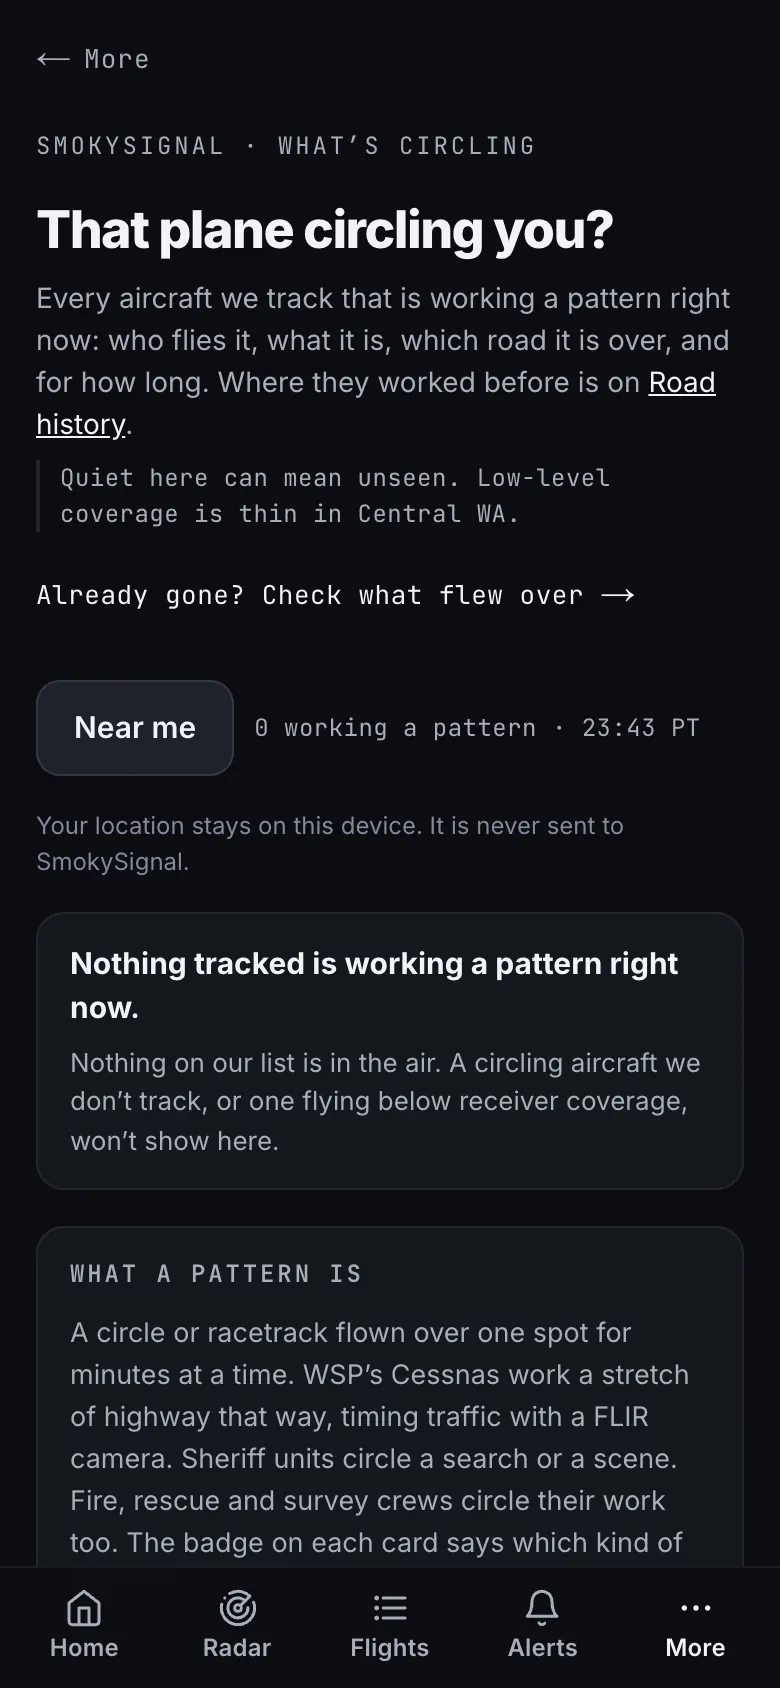 ← More
SMOKYSIGNAL · WHAT’S CIRCLING
That plane circling you?
Every aircraft we track that is working a pattern right
now: who flies it, what it is, which road it is over, and
for how long. Where they worked before is on Road
history.
Quiet here can mean unseen. Low-level
coverage is thin in Central WA.
Already gone? Check what flew over →
Near me
0 working a pattern · 23:43 PT
Your location stays on this device. It is never sent to
SmokySignal.
Nothing tracked is working a pattern right
now.
Nothing on our list is in the air. A circling aircraft we
don’t track, or one flying below receiver coverage,
won’t show here.
WHAT A PATTERN IS
A circle or racetrack flown over one spot for
minutes at a time. WSP’s Cessnas work a stretch
of highway that way, timing traffic with a FLIR
camera. Sheriff units circle a search or a scene.
Fire, rescue and survey crews circle their work
too. The badge on each card says which kind of
Home
Radar
Flights
Alerts
More